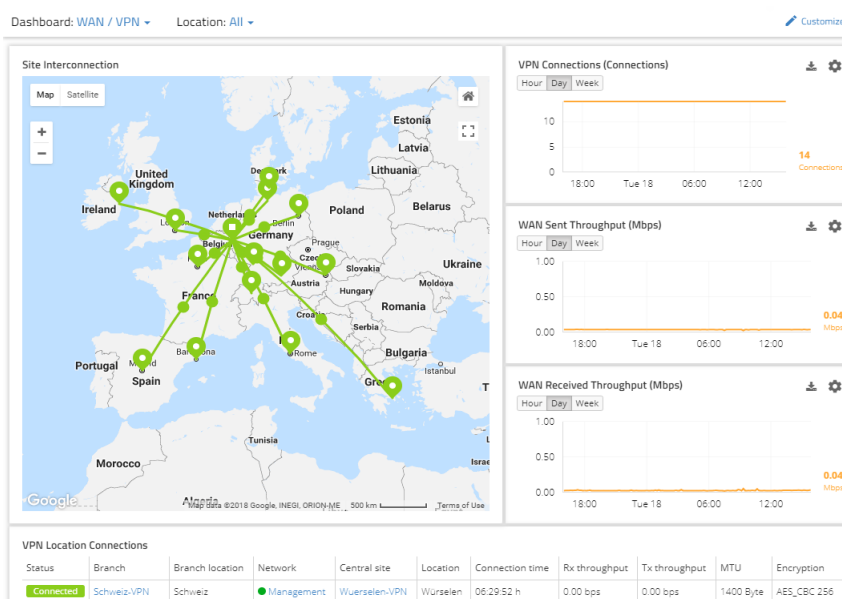 Dashboard: WAN / VPN Location: All Customize
Site Interconnection
Map Satellite
+
−
Estonia
Latvia
Lithuania
United
Kingdom
Ireland
Poland
Belarus
Berlin
Germany
Prague
Ukraine
Slovakia
Moldova
Austria
Hungary
France
Romania
Serbia
Barcelona
Rome
Bulgaria
Istanbul
Portugal
Spain
Tunisia
Morocco
Algeria
Google
Map data ©2018 Google, INEGI, ORION-ME 500 km Terms of Use
VPN Connections (Connections)
Hour Day Week
10
5
0
18:00 Tue 18 06:00 12:00
14
Connections
WAN Sent Throughput (Mbps)
Hour Day Week
1.00
0.50
0.00
18:00 Tue 18 06:00 12:00
0.04
Mbps
WAN Received Throughput (Mbps)
Hour Day Week
1.00
0.50
0.00
18:00 Tue 18 06:00 12:00
0.04
Mbps
VPN Location Connections
Status Branch Branch location Network Central site Location Connection time Rx throughput Tx throughput MTU Encryption
Connected Schweiz-VPN Schweiz Management Wuerselen-VPN Würselen 06:29:52 h 0.00 bps 0.00 bps 1400 Byte AES_CBC 256